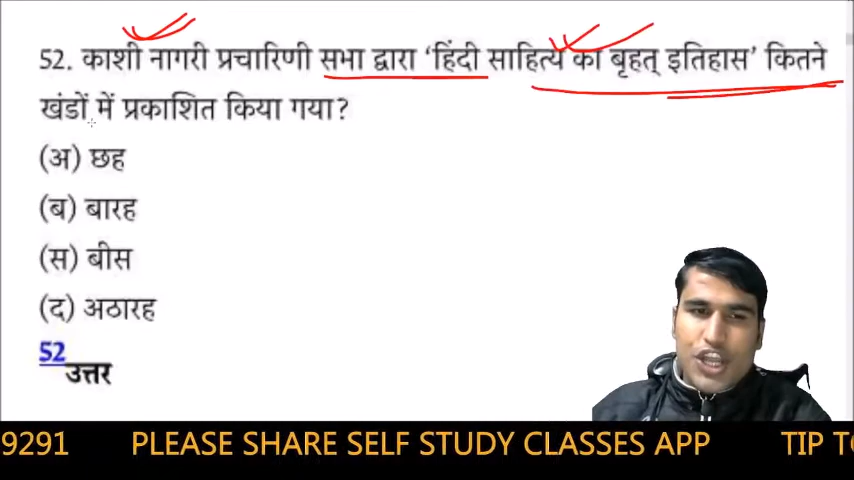 52. काशी नागरी प्रचारिणी सभा द्वारा 'हिंदी साहित्य का बृहत् इतिहास' कितने
खंडों में प्रकाशित किया गया?
(अ) छह
(ब) बारह
(स) बीस
(द) अठारह
52
उत्तर
9291 PLEASE SHARE SELF STUDY CLASSES APP TIP TO